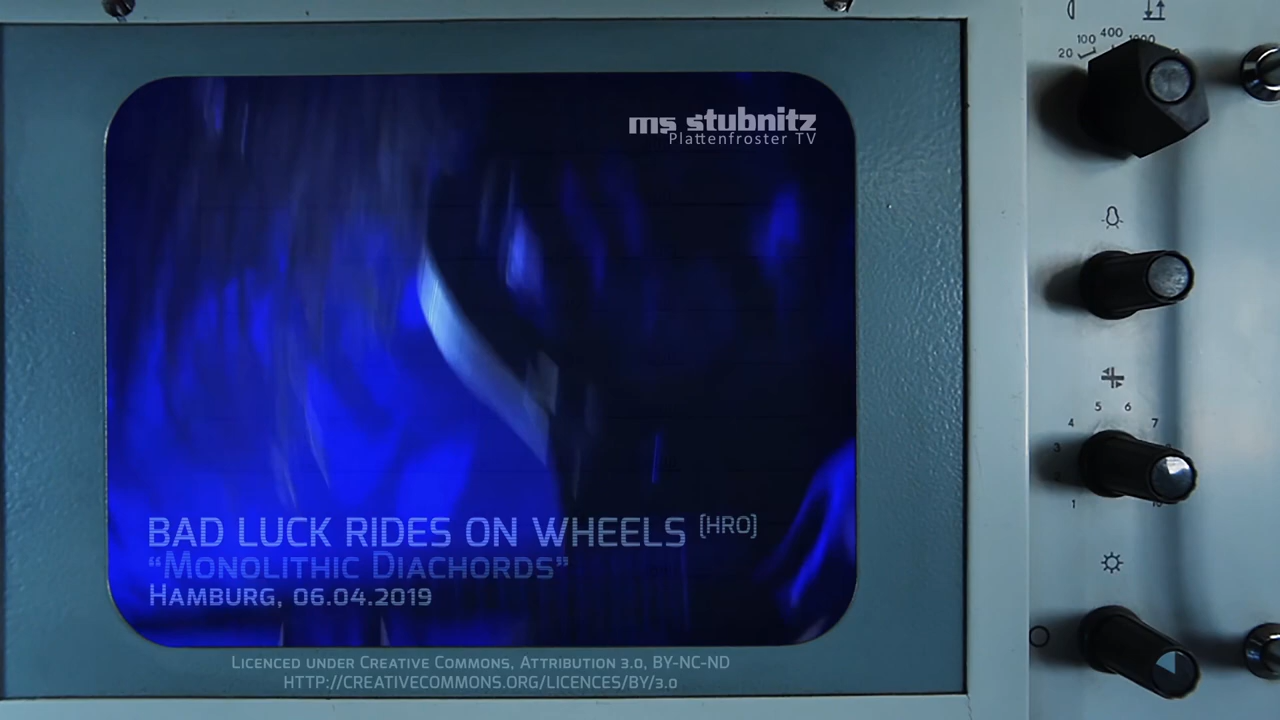 ms stubnitz
Plattenfroster TV
20 100 400 1000
4 5 6 7
3
2
1 10
BAD LUCK RIDES ON WHEELS [HRO]
“MONOLITHIC DIACHORDS”
HAMBURG, 06.04.2019
LICENCED UNDER CREATIVE COMMONS, ATTRIBUTION 3.0, BY-NC-ND
HTTP://CREATIVECOMMONS.ORG/LICENCES/BY/3.0